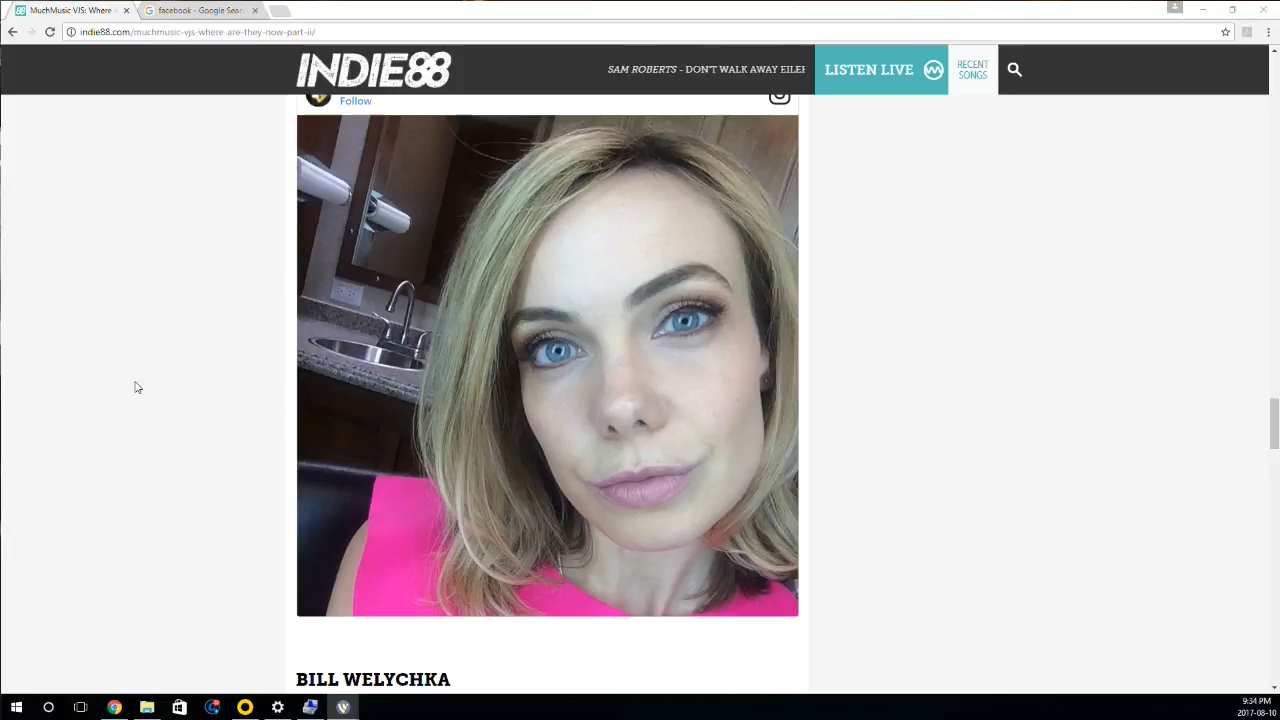 MuchMusic VJS: Where
facebook - Google Sear
indie88.com/muchmusic-vjs-where-are-they-now-part-ii/
INDIE88
SAM ROBERTS - DON'T WALK AWAY EILE
LISTEN LIVE
RECENT
SONGS
Follow
BILL WELYCHKA
9:34 PM
2017-08-10